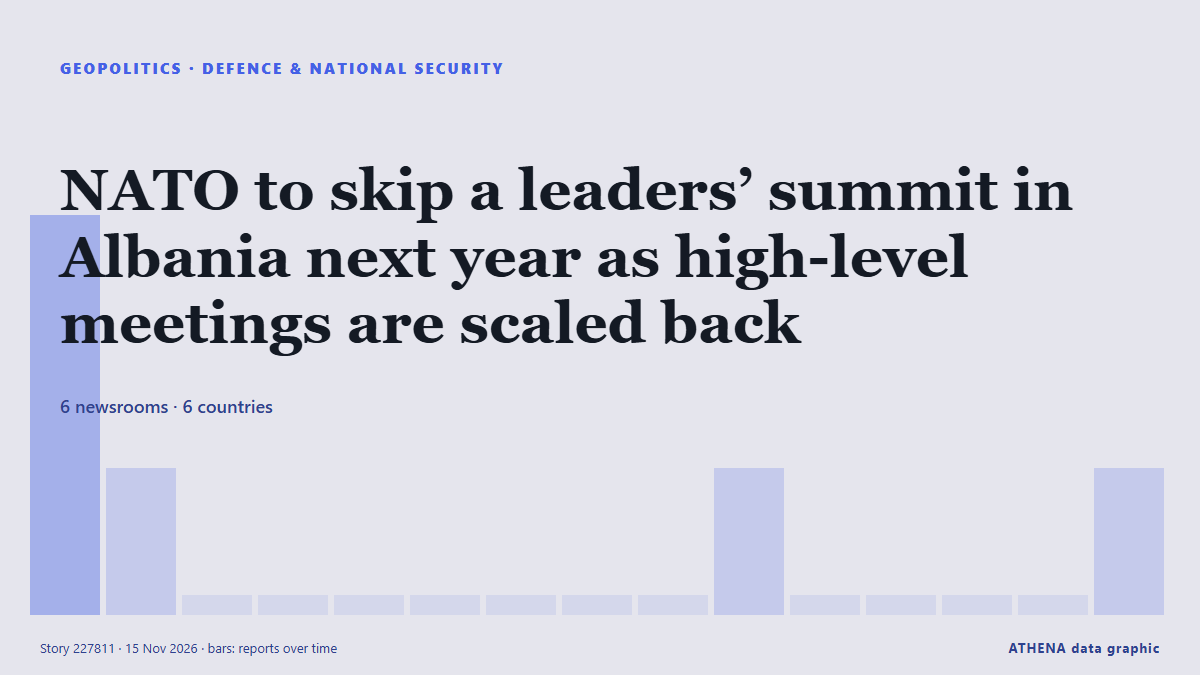 GEOPOLITICS · DEFENCE & NATIONAL SECURITY
NATO to skip a leaders’ summit in
Albania next year as high-level
meetings are scaled back
6 newsrooms · 6 countries
Story 227811 · 15 Nov 2026 · bars: reports over time
ATHENA data graphic